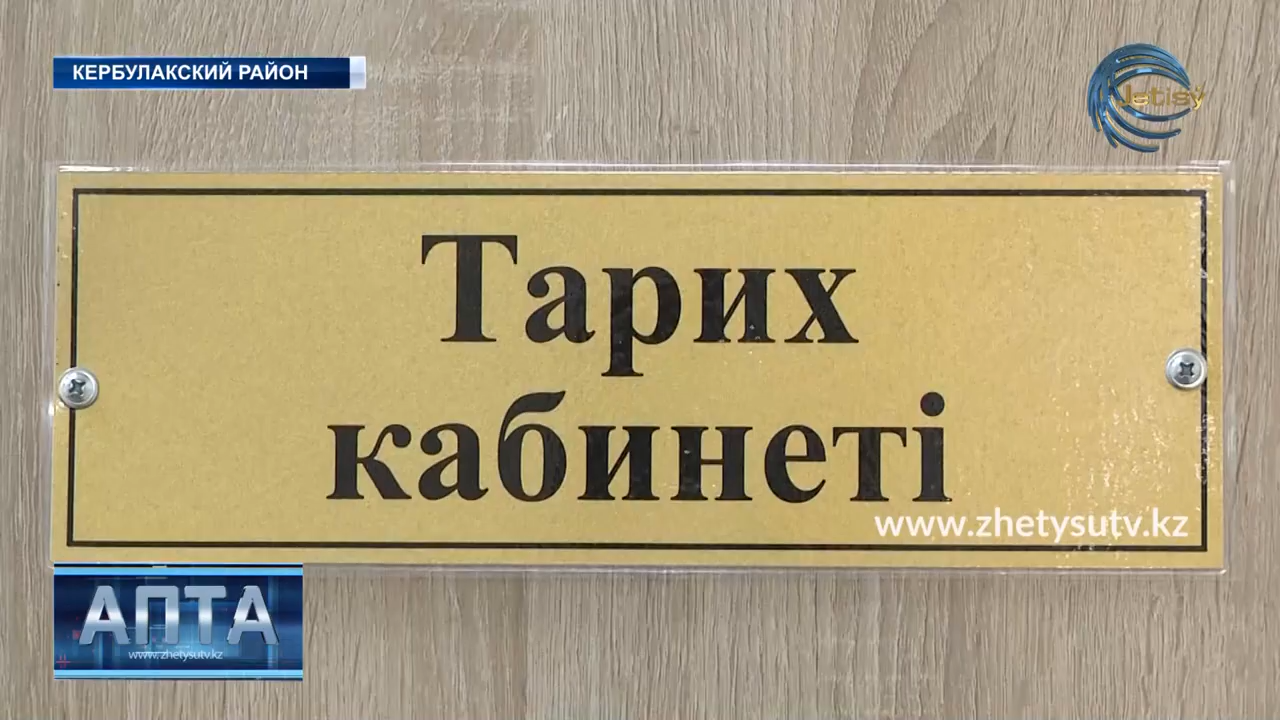 КЕРБУЛАКСКИЙ РАЙОН
Jetisý
Тарих
кабинеті
www.zhetysutv.kz
АПТА
www.zhetysutv.kz